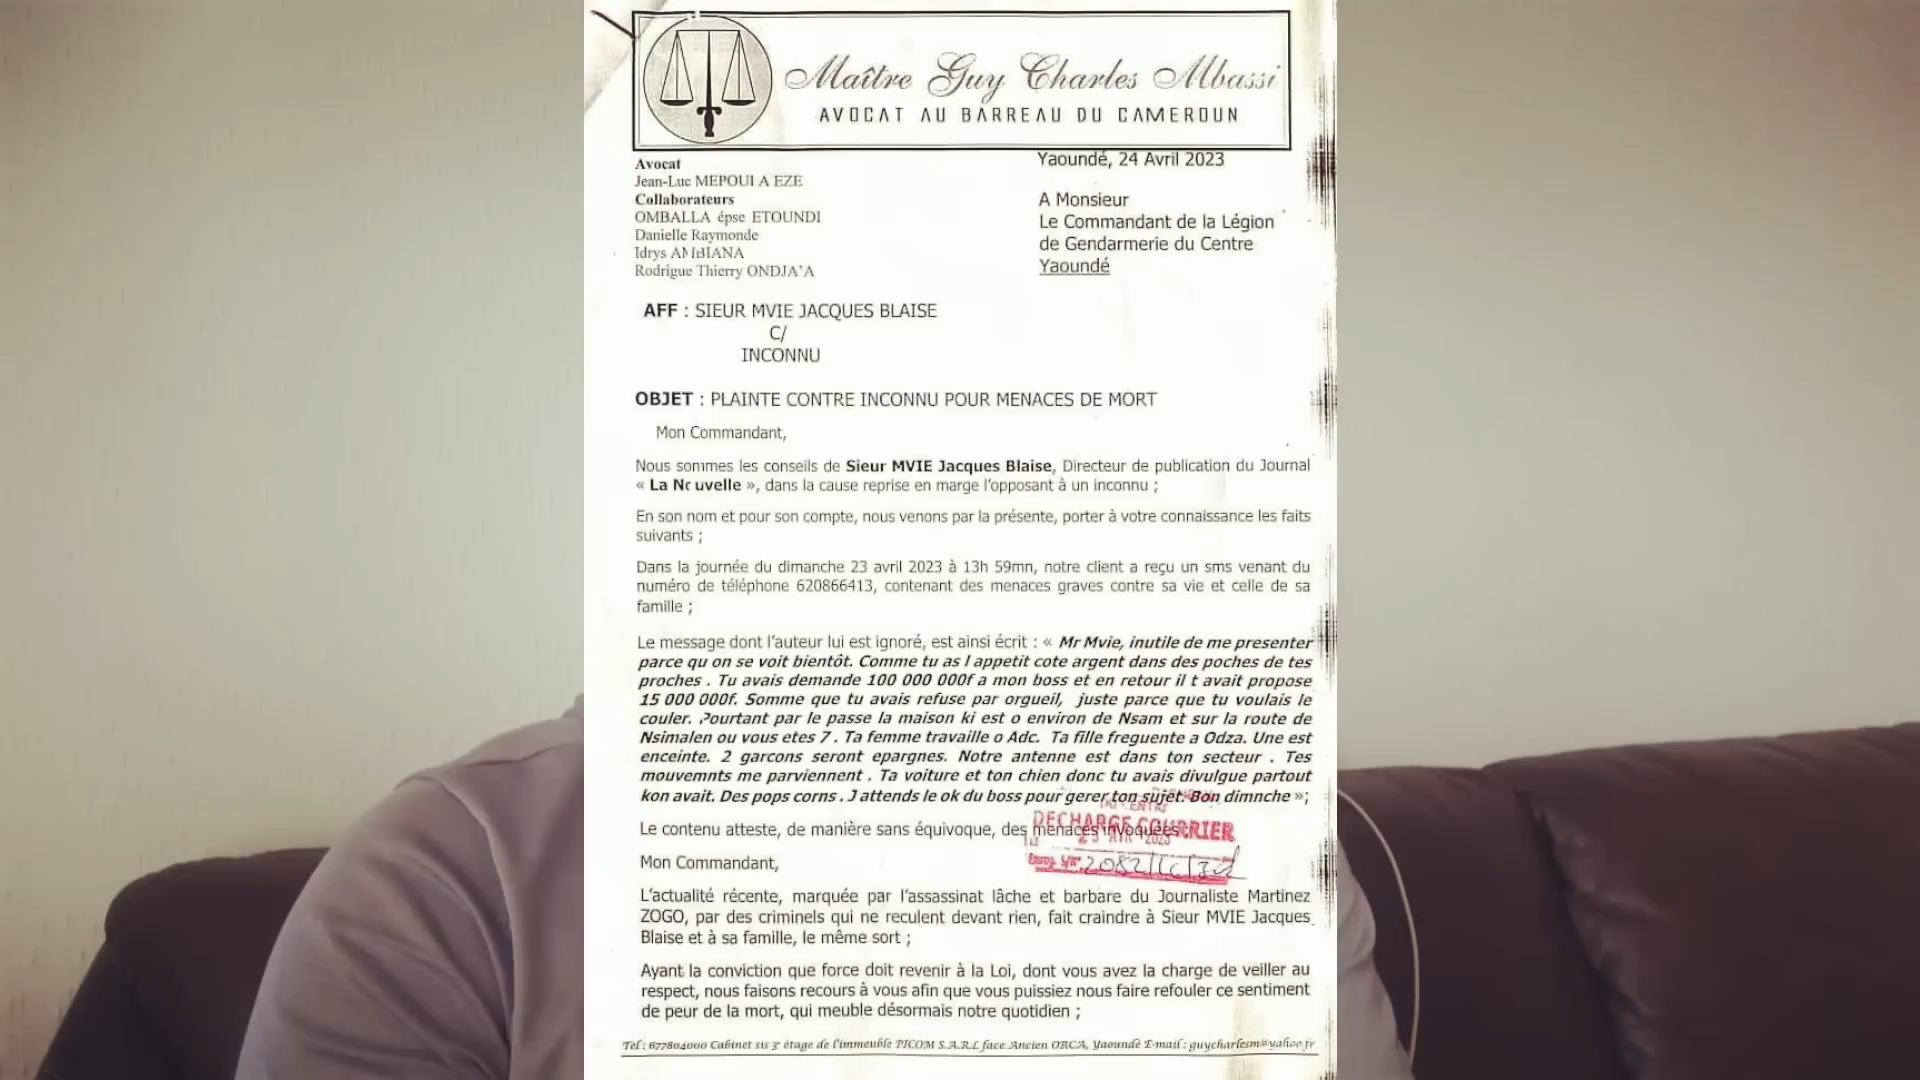 Maître Guy Charles Mbassi
AVOCAT AU BARREAU DU CAMEROUN
Avocat
Jean-Luc MEPOUI A EZE
Collaborateurs
OMBALLA épse ETOUNDI
Danielle Raymonde
Idrys AMBIANA
Rodrigue Thierry ONDJA'A
Yaoundé, 24 Avril 2023
A Monsieur
Le Commandant de la Légion
de Gendarmerie du Centre
Yaoundé
AFF : SIEUR MVIE JACQUES BLAISE
C/
INCONNU
OBJET : PLAINTE CONTRE INCONNU POUR MENACES DE MORT
Mon Commandant,
Nous sommes les conseils de Sieur MVIE Jacques Blaise, Directeur de publication du Journal
« La Nouvelle », dans la cause reprise en marge l'opposant à un inconnu ;
En son nom et pour son compte, nous venons par la présente, porter à votre connaissance les faits
suivants ;
Dans la journée du dimanche 23 avril 2023 à 13h 59mn, notre client a reçu un sms venant du
numéro de téléphone 620866413, contenant des menaces graves contre sa vie et celle de sa
famille ;
Le message dont l'auteur lui est ignoré, est ainsi écrit : « Mr Mvie, inutile de me presenter
parce qu on se voit bientôt. Comme tu as l appetit cote argent dans des poches de tes
proches . Tu avais demande 100 000 000f a mon boss et en retour il t avait propose
15 000 000f. Somme que tu avais refuse par orgueil, juste parce que tu voulais le
couler. Pourtant par le passe la maison ki est o environ de Nsam et sur la route de
Nsimalen ou vous etes 7 . Ta femme travaille o Adc. Ta fille freguente a Odza. Une est
enceinte. 2 garcons seront epargnes. Notre antenne est dans ton secteur . Tes
mouvemnts me parviennent . Ta voiture et ton chien donc tu avais divulgue partout
kon avait. Des pops corns . J attends le ok du boss pour gerer ton sujet. Bon dimnche »;
Le contenu atteste, de manière sans équivoque, des menaces invoquées
DU CENTRE
DECHARGE COURRIER
AVR 2023
Mon Commandant,
L'actualité récente, marquée par l'assassinat lâche et barbare du Journaliste Martinez
ZOGO, par des criminels qui ne reculent devant rien, fait craindre à Sieur MVIE Jacques
Blaise et à sa famille, le même sort ;
Ayant la conviction que force doit revenir à la Loi, dont vous avez la charge de veiller au
respect, nous faisons recours à vous afin que vous puissiez nous faire refouler ce sentiment
de peur de la mort, qui meuble désormais notre quotidien ;
Tel : 677804000 Cabinet sis 3e étage de l'immeuble PICOM S.A.R.L face Ancien ORCA, Yaoundé E-mail : guycharlesm@yahoo.fr